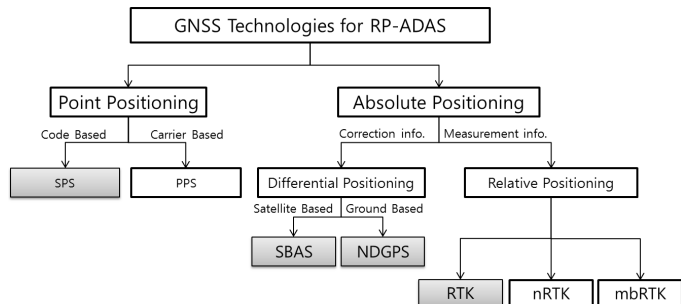 GNSS Technologies for RP-ADAS
Point Positioning
Absolute Positioning
Code Based
Carrier Based
Correction info.
Measurement info.
SPS
PPS
Differential Positioning
Relative Positioning
Satellite Based
Ground Based
SBAS
NDGPS
RTK
nRTK
mbRTK